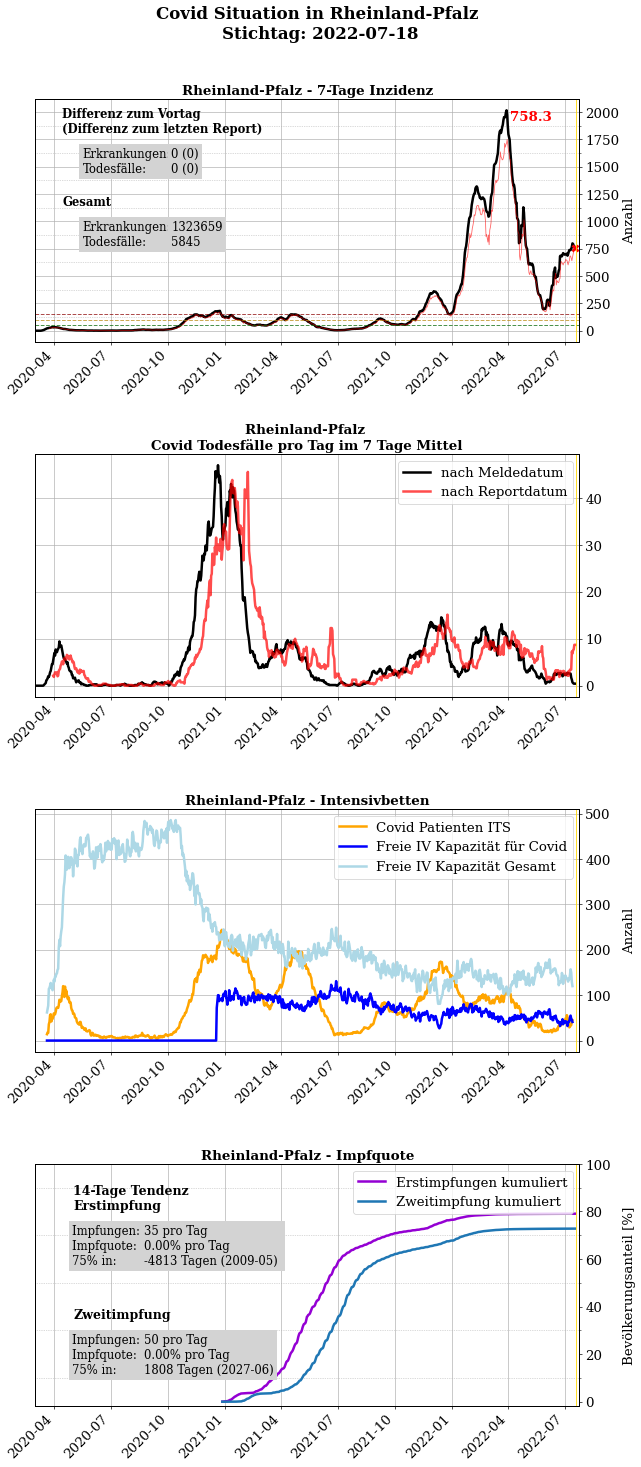 Covid Situation in Rheinland-Pfalz
Stichtag: 2022-07-18
Rheinland-Pfalz - 7-Tage Inzidenz
Differenz zum Vortag
(Differenz zum letzten Report)
Erkrankungen 0 (0)
Todesfälle: 0 (0)
Gesamt
Erkrankungen 1323659
Todesfälle: 5845
758.3
2000
1750
1500
1250
1000
750
500
250
0
Anzahl
2020-04 2020-07 2020-10 2021-01 2021-04 2021-07 2021-10 2022-01 2022-04 2022-07
Rheinland-Pfalz
Covid Todesfälle pro Tag im 7 Tage Mittel
nach Meldedatum
nach Reportdatum
40
30
20
10
0
2020-04 2020-07 2020-10 2021-01 2021-04 2021-07 2021-10 2022-01 2022-04 2022-07
Rheinland-Pfalz - Intensivbetten
Covid Patienten ITS
Freie IV Kapazität für Covid
Freie IV Kapazität Gesamt
500
400
300
200
100
0
Anzahl
2020-04 2020-07 2020-10 2021-01 2021-04 2021-07 2021-10 2022-01 2022-04 2022-07
Rheinland-Pfalz - Impfquote
14-Tage Tendenz
Erstimpfung
Impfungen: 35 pro Tag
Impfquote: 0.00% pro Tag
75% in: -4813 Tagen (2009-05)
Zweitimpfung
Impfungen: 50 pro Tag
Impfquote: 0.00% pro Tag
75% in: 1808 Tagen (2027-06)
Erstimpfungen kumuliert
Zweitimpfung kumuliert
100
80
60
40
20
0
Bevölkerungsanteil [%]
2020-04 2020-07 2020-10 2021-01 2021-04 2021-07 2021-10 2022-01 2022-04 2022-07